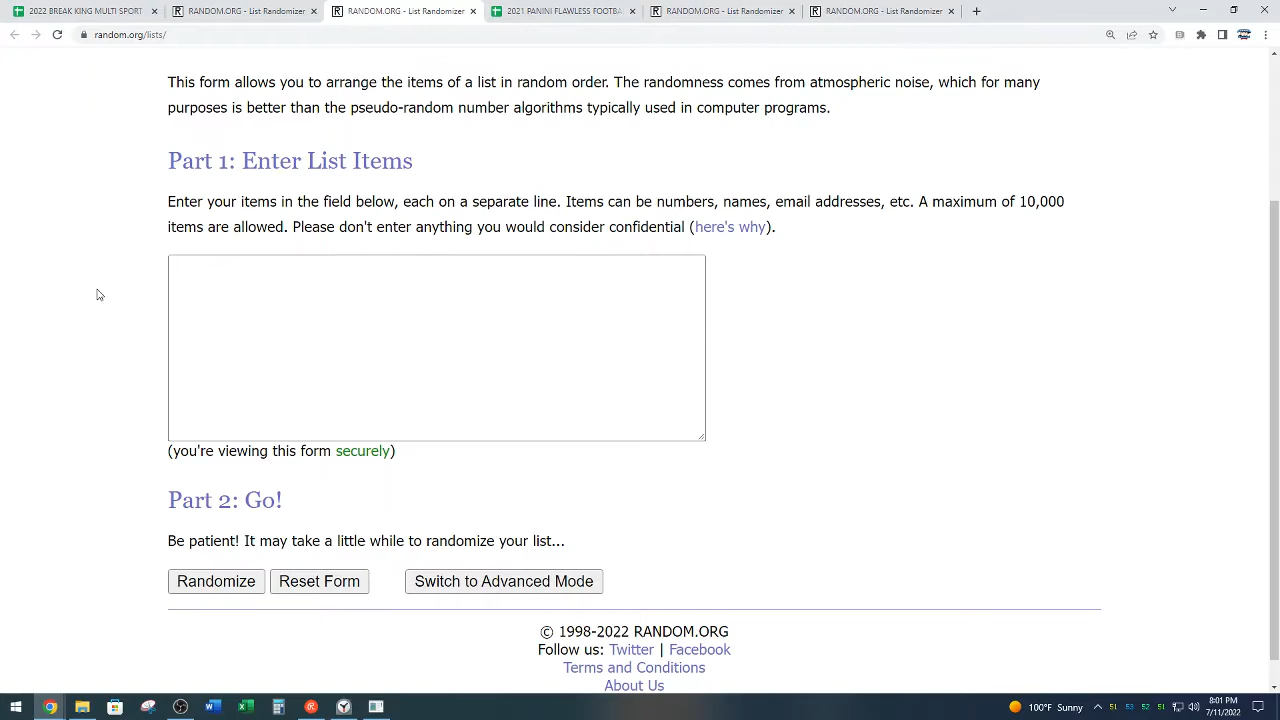 2022 BREAK KING MULTI SPORT
RANDOM.ORG - List Randomizer
RANDOM.ORG - List Randomizer
2021 PANINI FLAWLESS FOOTBA
RANDOM.ORG - List Randomizer
RANDOM.ORG - List Randomizer
random.org/lists/
This form allows you to arrange the items of a list in random order. The randomness comes from atmospheric noise, which for many
purposes is better than the pseudo-random number algorithms typically used in computer programs.
Part 1: Enter List Items
Enter your items in the field below, each on a separate line. Items can be numbers, names, email addresses, etc. A maximum of 10,000
items are allowed. Please don't enter anything you would consider confidential (here's why).
(you're viewing this form securely)
Part 2: Go!
Be patient! It may take a little while to randomize your list...
Randomize Reset Form Switch to Advanced Mode
© 1998-2022 RANDOM.ORG
Follow us: Twitter | Facebook
Terms and Conditions
About Us
100°F Sunny 51 53 52 51 8:01 PM
7/11/2022